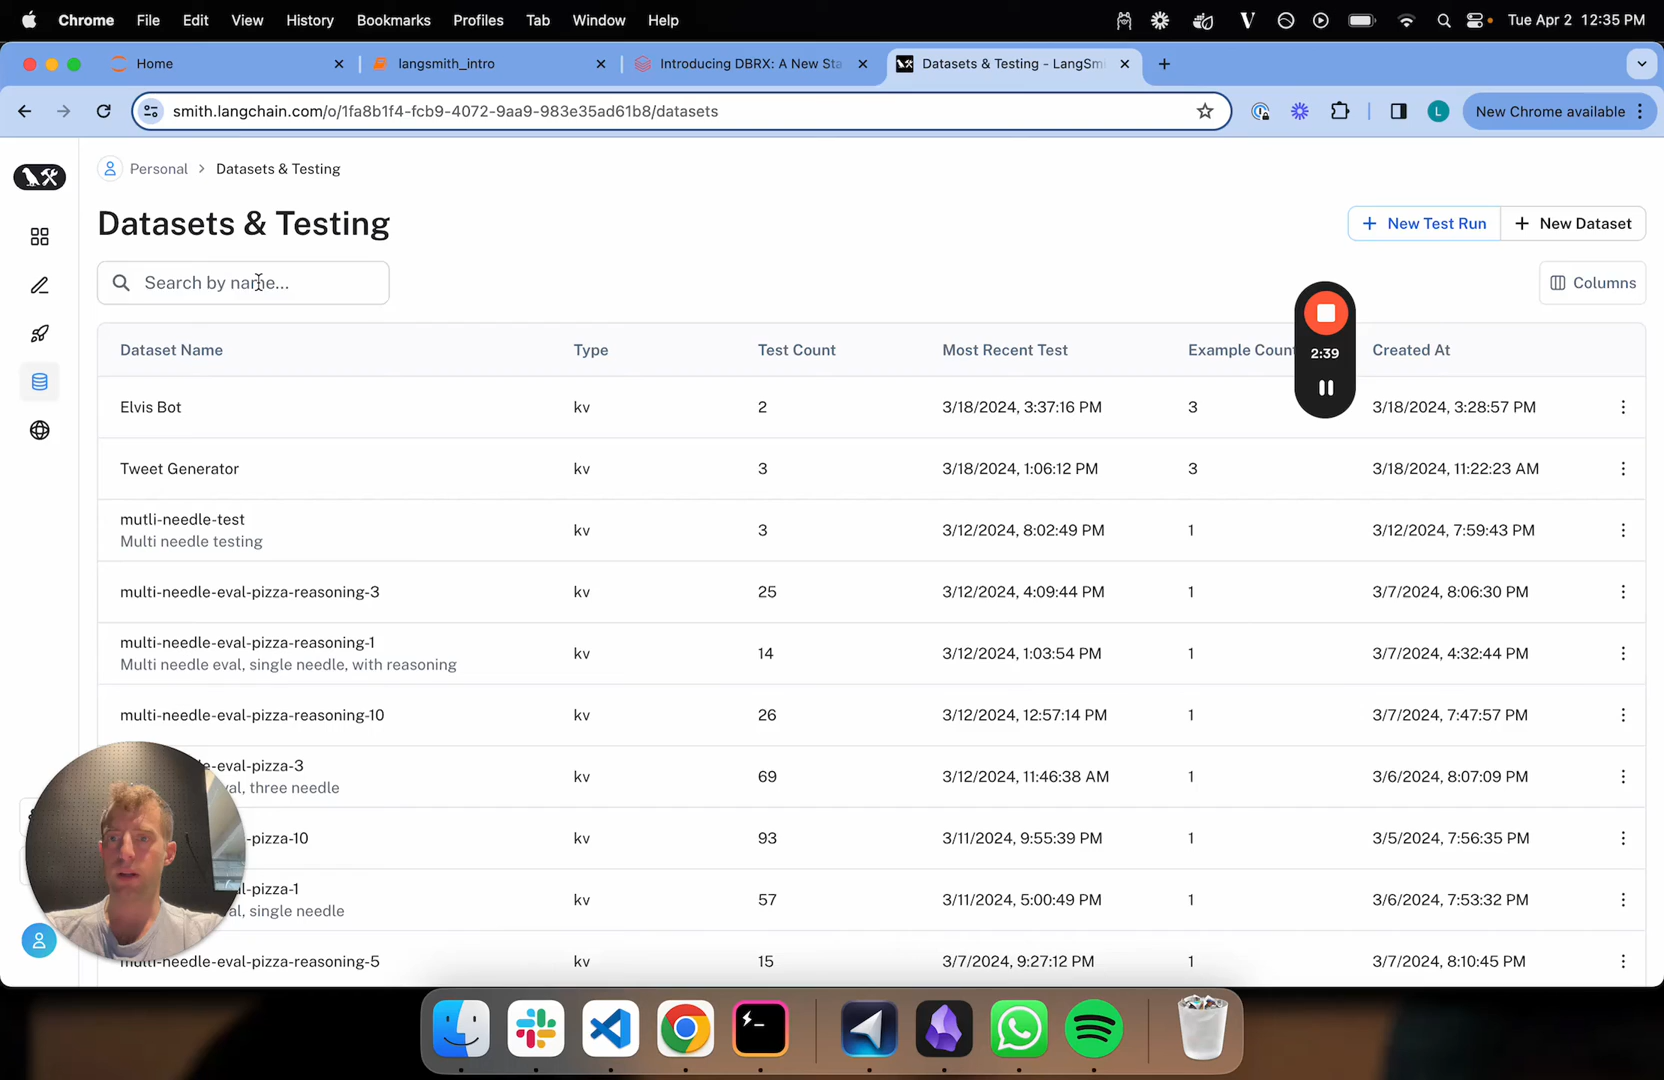 Chrome File Edit View History Bookmarks Profiles Tab Window Help Tue Apr 2 12:35 PM
Home langsmith_intro Introducing DBRX: A New Sta Datasets & Testing - LangSmi
smith.langchain.com/o/1fa8b1f4-fcb9-4072-9aa9-983e35ad61b8/datasets L New Chrome available
Personal > Datasets & Testing
Datasets & Testing
+ New Test Run + New Dataset
Search by name...
Columns
Dataset Name Type Test Count Most Recent Test Example Count Created At
2:39
Elvis Bot kv 2 3/18/2024, 3:37:16 PM 3 3/18/2024, 3:28:57 PM
Tweet Generator kv 3 3/18/2024, 1:06:12 PM 3 3/18/2024, 11:22:23 AM
mutli-needle-test kv 3 3/12/2024, 8:02:49 PM 1 3/12/2024, 7:59:43 PM
Multi needle testing
multi-needle-eval-pizza-reasoning-3 kv 25 3/12/2024, 4:09:44 PM 1 3/7/2024, 8:06:30 PM
multi-needle-eval-pizza-reasoning-1 kv 14 3/12/2024, 1:03:54 PM 1 3/7/2024, 4:32:44 PM
Multi needle eval, single needle, with reasoning
multi-needle-eval-pizza-reasoning-10 kv 26 3/12/2024, 12:57:14 PM 1 3/7/2024, 7:47:57 PM
e-eval-pizza-3 kv 69 3/12/2024, 11:46:38 AM 1 3/6/2024, 8:07:09 PM
val, three needle
-eval-pizza-10 kv 93 3/11/2024, 9:55:39 PM 1 3/5/2024, 7:56:35 PM
al-pizza-1 kv 57 3/11/2024, 5:00:49 PM 1 3/6/2024, 7:53:32 PM
al, single needle
multi-needle-eval-pizza-reasoning-5 kv 15 3/7/2024, 9:27:12 PM 1 3/7/2024, 8:10:45 PM